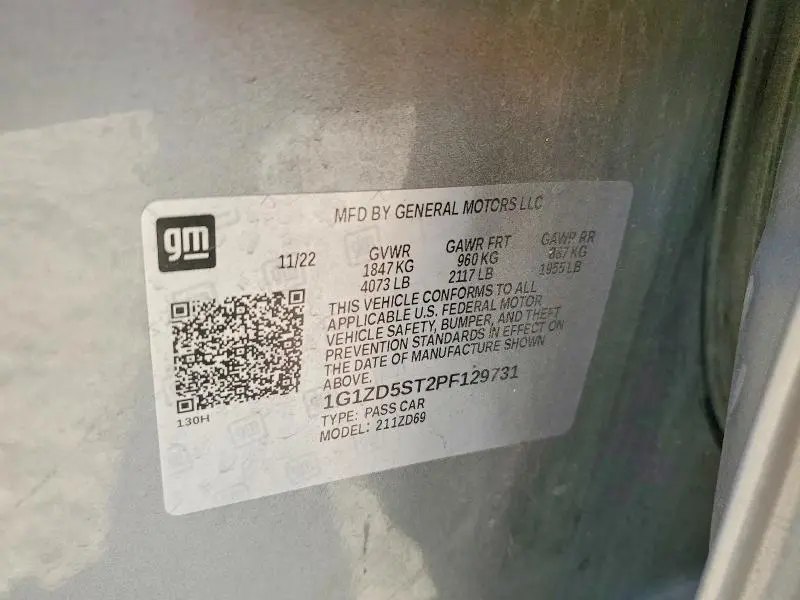 gm
MFD BY GENERAL MOTORS LLC
11/22
GVWR GAWR FRT GAWR RR
1847 KG 960 KG 887 KG
4073 LB 2117 LB 1955 LB
THIS VEHICLE CONFORMS TO ALL
APPLICABLE U.S. FEDERAL MOTOR
VEHICLE SAFETY, BUMPER, AND THEFT
PREVENTION STANDARDS IN EFFECT ON
THE DATE OF MANUFACTURE SHOWN
ABOVE.
1G1ZD5ST2PF129731
TYPE: PASS CAR
MODEL: 211ZD69
130H